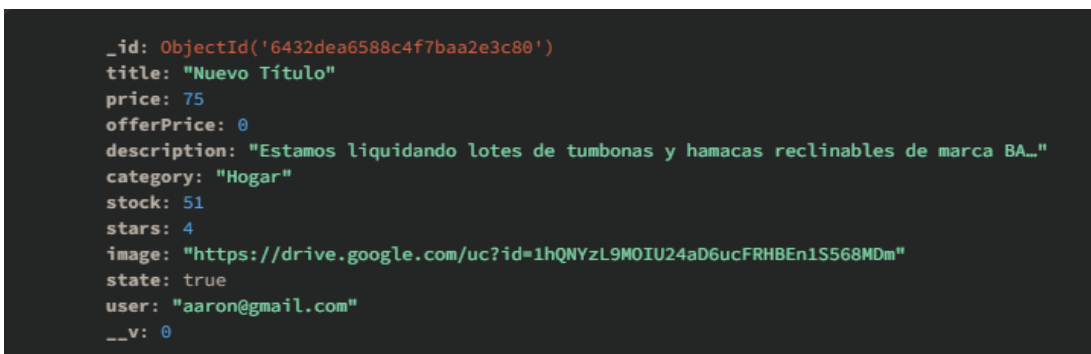 _id: ObjectId('6432dea6588c4f7baa2e3c80')
title: "Nuevo Título"
price: 75
offerPrice: 0
description: "Estamos liquidando lotes de tumbonas y hamacas reclinables de marca BA…"
category: "Hogar"
stock: 51
stars: 4
image: "https://drive.google.com/uc?id=1hQNYzL9MOIU24aD6ucFRHBEn1S568MDm"
state: true
user: "aaron@gmail.com"
__v: 0